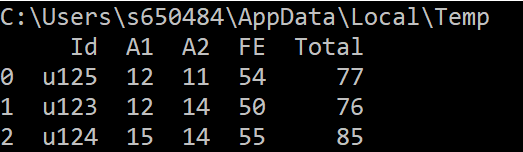 C:\Users\s650484\AppData\Local\Temp
Id A1 A2 FE Total
0 u125 12 11 54 77
1 u123 12 14 50 76
2 u124 15 14 55 85